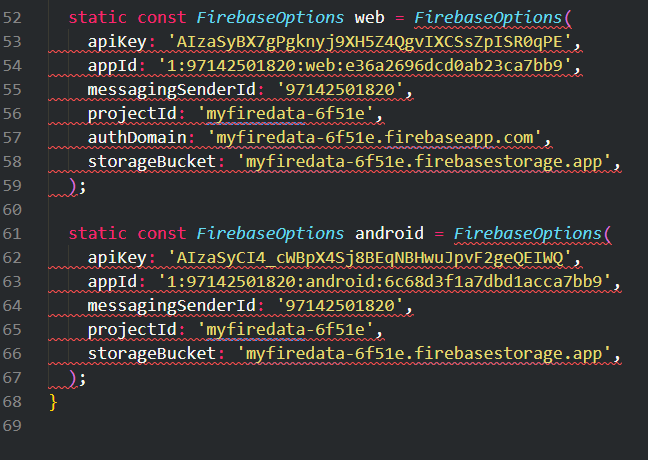 52 static const FirebaseOptions web = FirebaseOptions(
53 apiKey: 'AIzaSyBX7gPgknyj9XH5Z4QgvIXCSsZpISR0qPE',
54 appId: '1:97142501820:web:e36a2696dcd0ab23ca7bb9',
55 messagingSenderId: '97142501820',
56 projectId: 'myfiredata-6f51e',
57 authDomain: 'myfiredata-6f51e.firebaseapp.com',
58 storageBucket: 'myfiredata-6f51e.firebasestorage.app',
59 );
60
61 static const FirebaseOptions android = FirebaseOptions(
62 apiKey: 'AIzaSyCI4_cWBpX4Sj8BEqNBHwuJpvF2geQEIWQ',
63 appId: '1:97142501820:android:6c68d3f1a7dbd1acca7bb9',
64 messagingSenderId: '97142501820',
65 projectId: 'myfiredata-6f51e',
66 storageBucket: 'myfiredata-6f51e.firebasestorage.app',
67 );
68 }
69